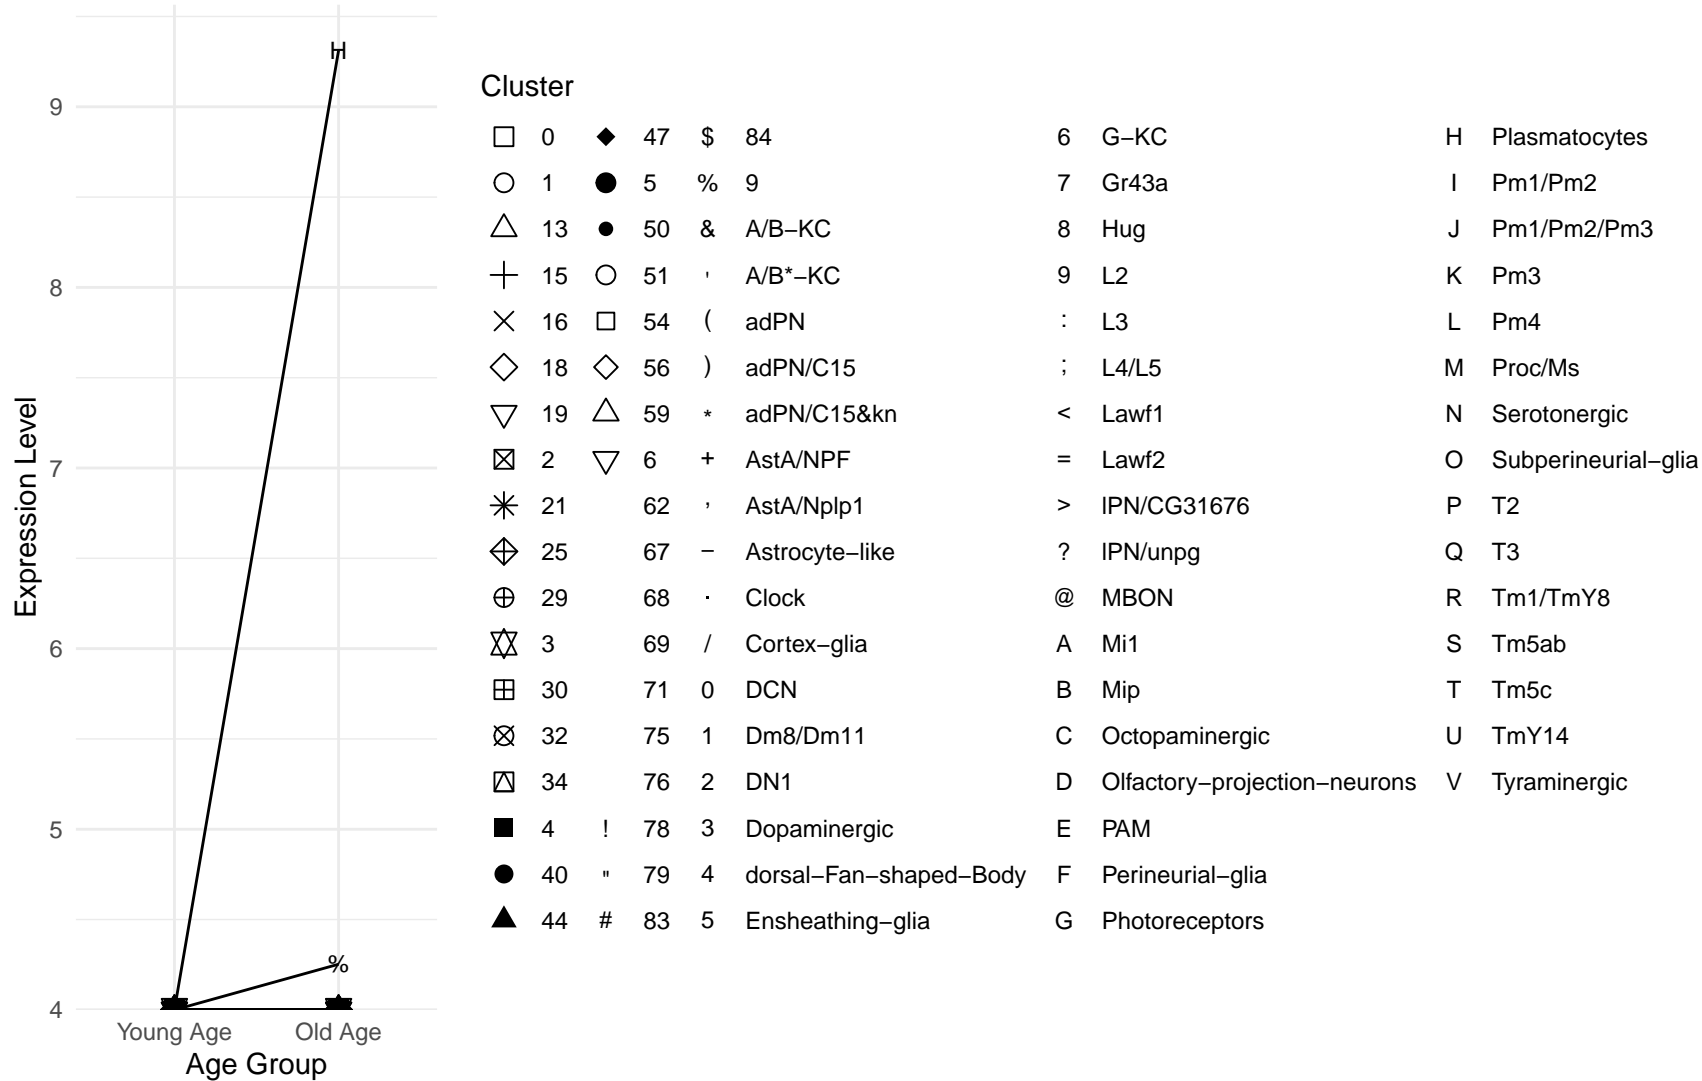 Cluster
0 47 $ 84 6 G−KC H Plasmatocytes
1 5 % 9 7 Gr43a I Pm1/Pm2
13 50 & A/B−KC 8 Hug J Pm1/Pm2/Pm3
15 51 ' A/B*−KC 9 L2 K Pm3
16 54 ( adPN : L3 L Pm4
18 56 ) adPN/C15 ; L4/L5 M Proc/Ms
19 59 * adPN/C15&kn < Lawf1 N Serotonergic
2 6 + AstA/NPF = Lawf2 O Subperineurial−glia
21 62 , AstA/Nplp1 > lPN/CG31676 P T2
25 67 − Astrocyte−like ? lPN/unpg Q T3
29 68 . Clock @ MBON R Tm1/TmY8
3 69 / Cortex−glia A Mi1 S Tm5ab
30 71 0 DCN B Mip T Tm5c
32 75 1 Dm8/Dm11 C Octopaminergic U TmY14
34 76 2 DN1 D Olfactory−projection−neurons V Tyraminergic
4 ! 78 3 Dopaminergic E PAM
40 " 79 4 dorsal−Fan−shaped−Body F Perineurial−glia
44 # 83 5 Ensheathing−glia G Photoreceptors
H
%
9
8
7
6
5
4
Expression Level
Young Age Old Age
Age Group